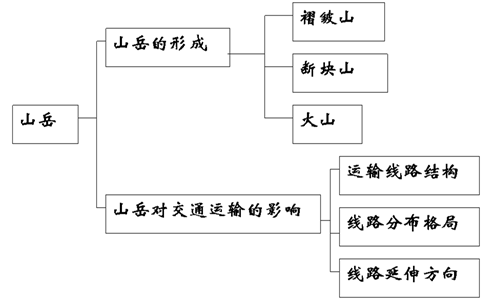 褶皱山
山岳的形成
断块山
山岳
火山
运输线路结构
山岳对交通运输的影响
线路分布格局
线路延伸方向